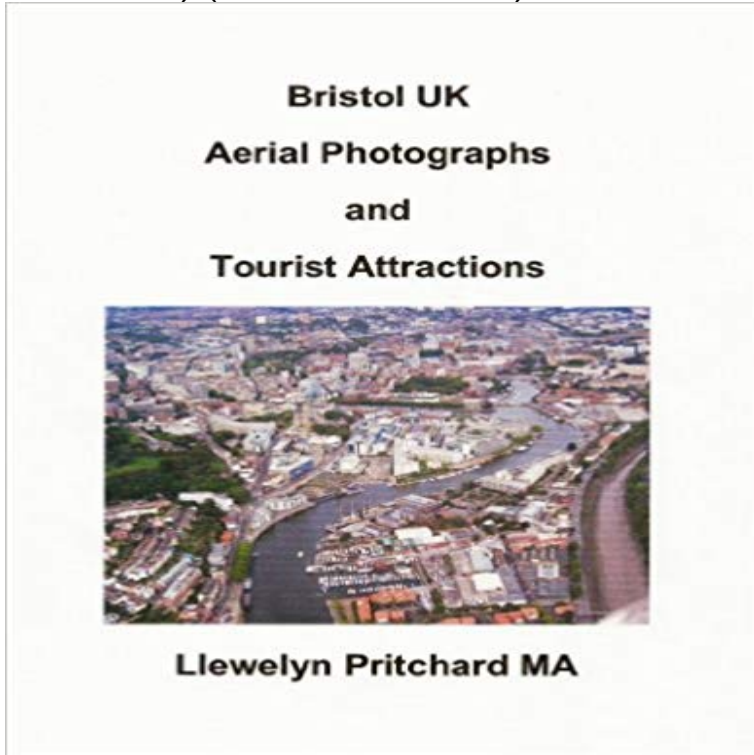 Bristol UK
Aerial Photographs
and
Tourist Attractions
Llewelyn Pritchard MA